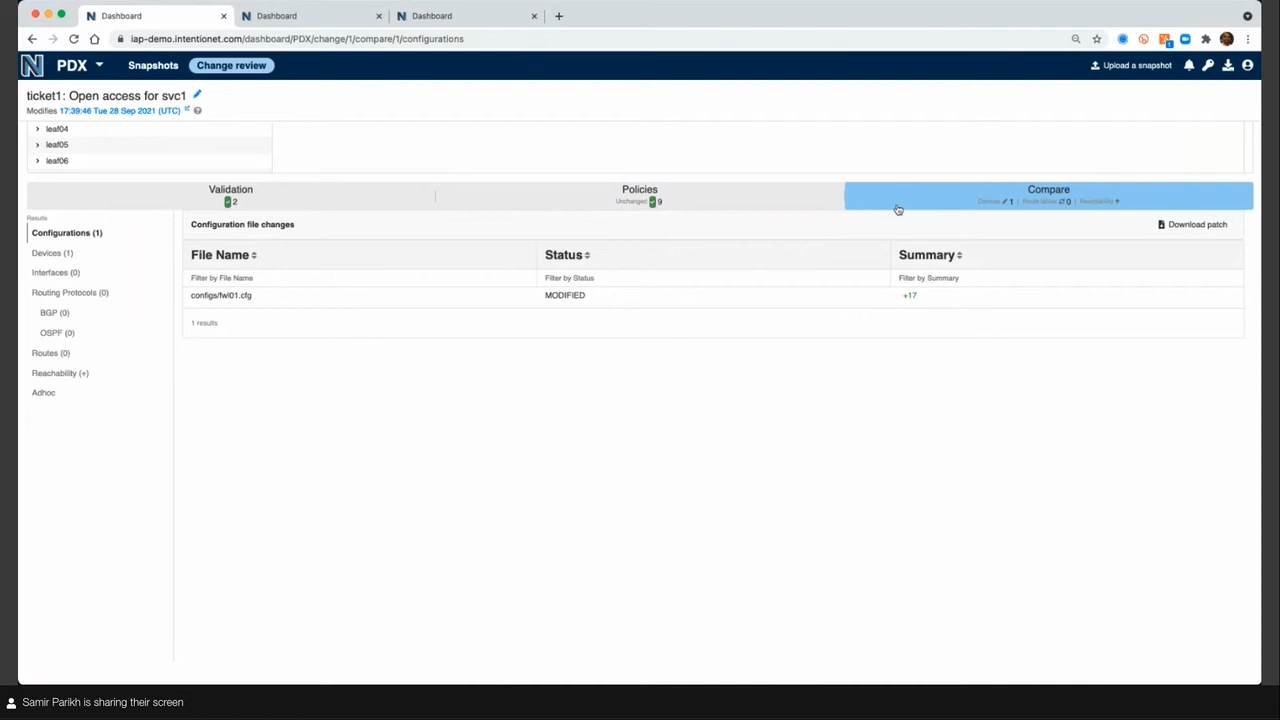 Dashboard
Dashboard
Dashboard
iap-demo.intentionet.com/dashboard/PDX/change/1/compare/1/configurations
N PDX Snapshots Change review Upload a snapshot
ticket1: Open access for svc1
Modifies 17:39:46 Tue 28 Sep 2021 (UTC)
leaf04
leaf05
leaf06
Validation
2
Policies
Unchanged 9
Compare
Devices 1 | Route tables 0 | Reachability +
Results
Configurations (1)
Devices (1)
Interfaces (0)
Routing Protocols (0)
BGP (0)
OSPF (0)
Routes (0)
Reachability (+)
Adhoc
Configuration file changes
Download patch
File Name Status Summary
Filter by File Name Filter by Status Filter by Summary
configs/fwl01.cfg MODIFIED +17
1 results
Samir Parikh is sharing their screen